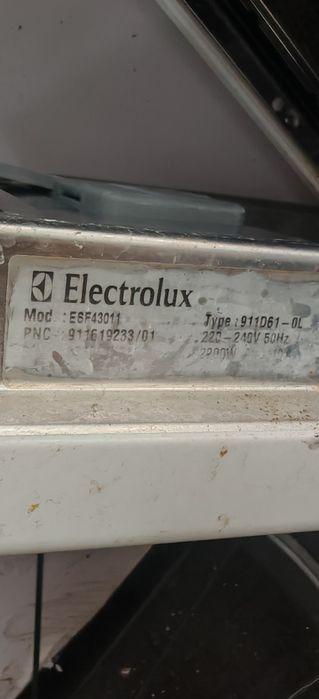 Electrolux
Mod : ESF43011 Type : 911D61-0L
PNC : 911619233/01 220-240V 50Hz
2200W